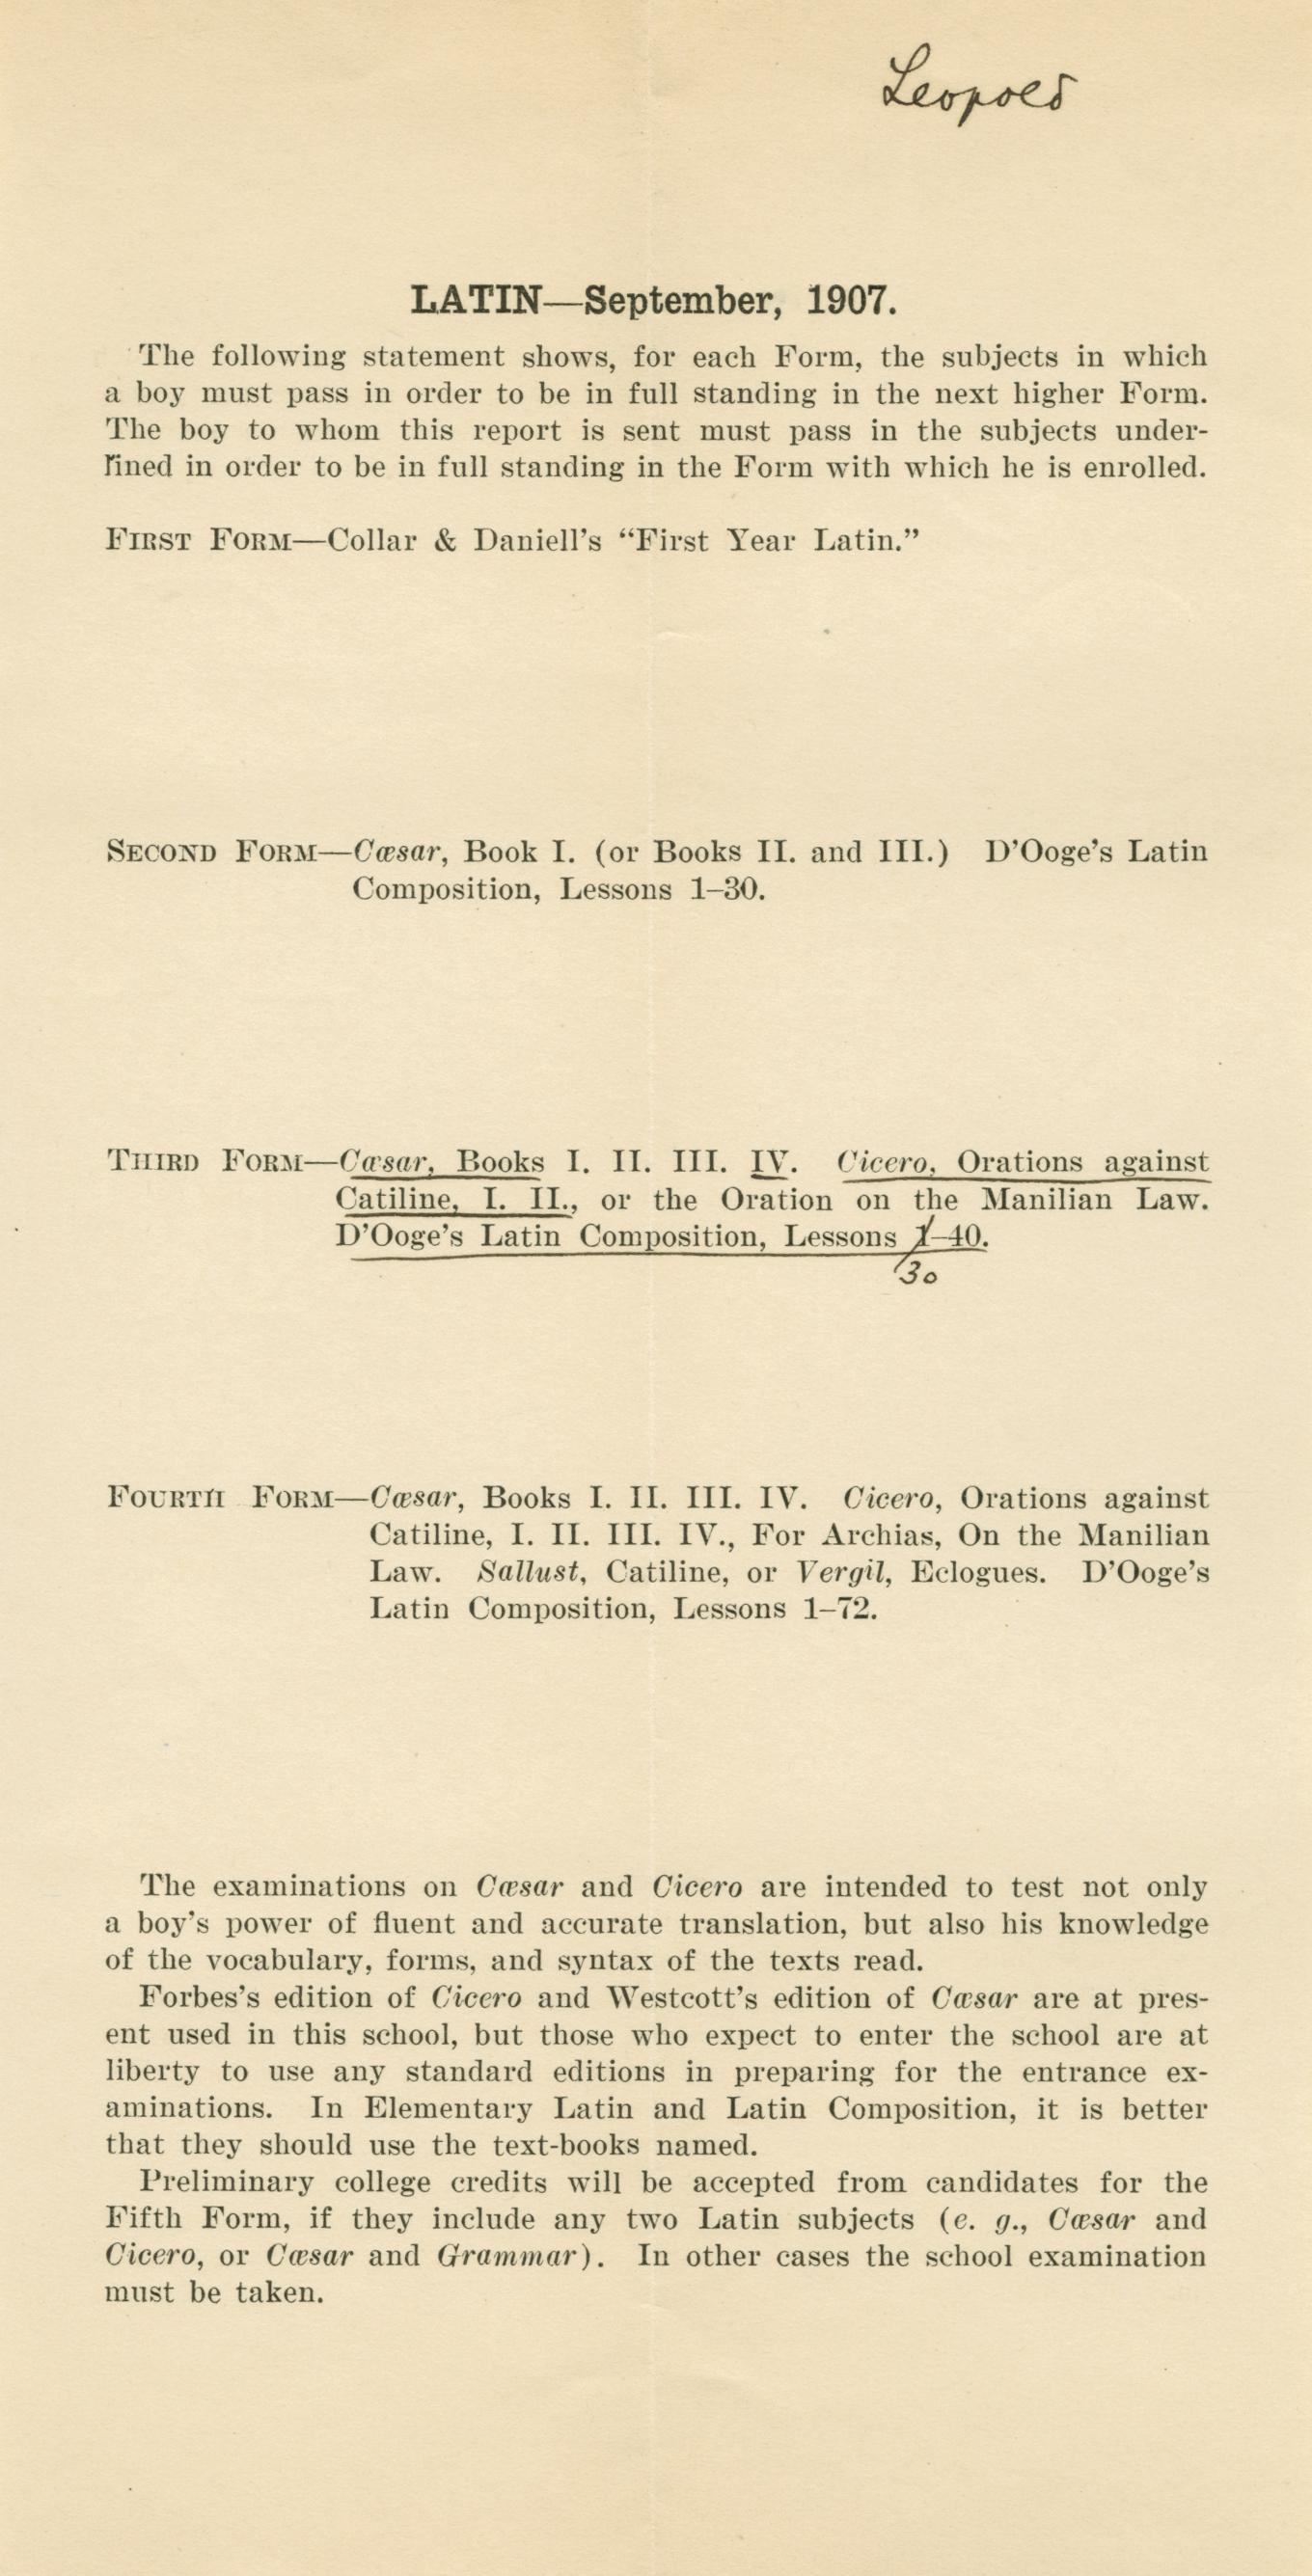 Leopold
LATIN—September, 1907.
The following statement shows, for each Form, the subjects in which
a boy must pass in order to be in full standing in the next higher Form.
The boy to whom this report is sent must pass in the subjects under-
lined in order to be in full standing in the Form with which he is enrolled.
First Form—Collar & Daniell's “First Year Latin.”
Second Form—Cæsar, Book I. (or Books II. and III.) D'Ooge's Latin
Composition, Lessons 1–30.
Third Form—Cæsar, Books I. II. III. IV. Cicero, Orations against
Catiline, I. II., or the Oration on the Manilian Law.
D'Ooge's Latin Composition, Lessons 1–40.
30
Fourth Form—Cæsar, Books I. II. III. IV. Cicero, Orations against
Catiline, I. II. III. IV., For Archias, On the Manilian
Law. Sallust, Catiline, or Vergil, Eclogues. D'Ooge's
Latin Composition, Lessons 1–72.
The examinations on Cæsar and Cicero are intended to test not only
a boy's power of fluent and accurate translation, but also his knowledge
of the vocabulary, forms, and syntax of the texts read.
Forbes's edition of Cicero and Westcott's edition of Cæsar are at pres-
ent used in this school, but those who expect to enter the school are at
liberty to use any standard editions in preparing for the entrance ex-
aminations. In Elementary Latin and Latin Composition, it is better
that they should use the text-books named.
Preliminary college credits will be accepted from candidates for the
Fifth Form, if they include any two Latin subjects (e. g., Cæsar and
Cicero, or Cæsar and Grammar). In other cases the school examination
must be taken.